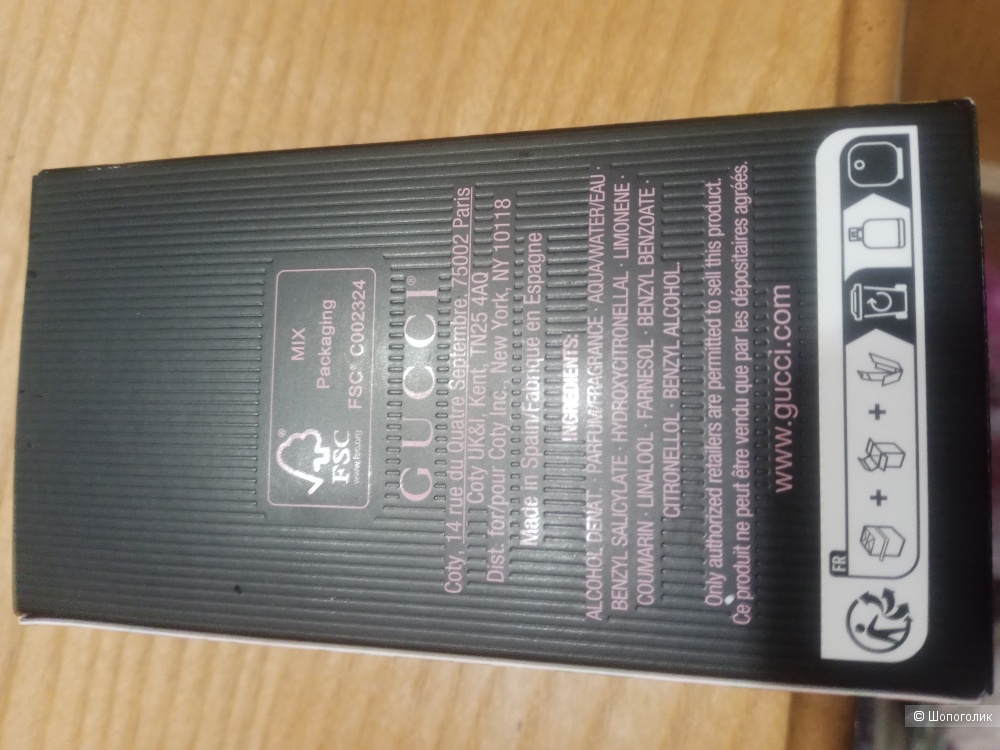 MIX
Packaging
FSC® C002324
®
FSC
www.fsc.org
GUCCI®
Coty, 14 rue du Quatre Septembre, 75002 Paris
Coty UK&I, Kent, TN25 4AQ
Dist. for/pour Coty Inc., New York, NY 10118
Made in Spain/Fabriqué en Espagne
INGREDIENTS:
ALCOHOL DENAT. · PARFUM/FRAGRANCE · AQUA/WATER/EAU ·
BENZYL SALICYLATE · HYDROXYCITRONELLAL · LIMONENE ·
COUMARIN · LINALOOL · FARNESOL · BENZYL BENZOATE ·
CITRONELLOL · BENZYL ALCOHOL.
Only authorized retailers are permitted to sell this product.
Ce produit ne peut être vendu que par les dépositaires agréés.
www.gucci.com
FR
+ +
© Шопоголик